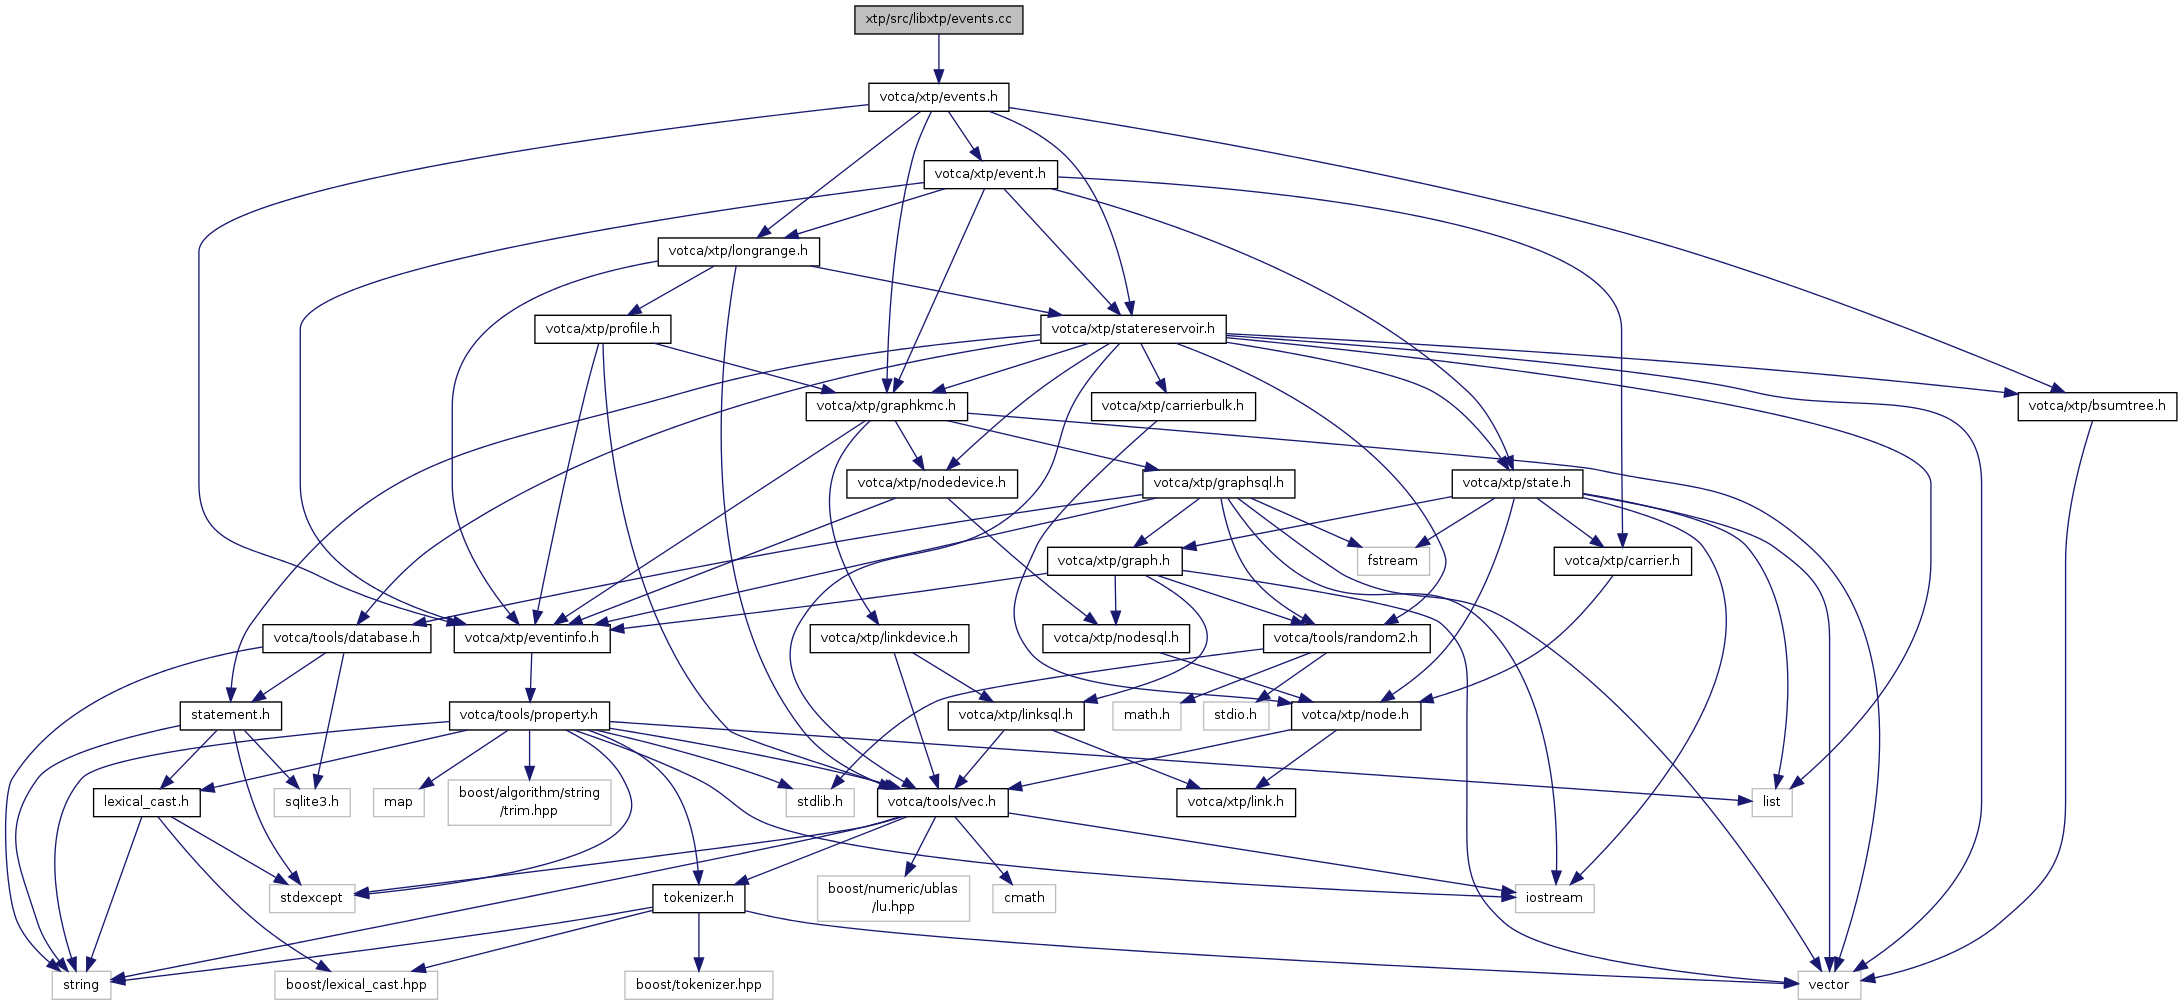 xtp/src/libxtp/events.cc
votca/xtp/events.h
votca/xtp/event.h
votca/xtp/longrange.h
votca/xtp/profile.h
votca/xtp/statereservoir.h
votca/xtp/graphkmc.h
votca/xtp/carrierbulk.h
votca/xtp/bsumtree.h
votca/xtp/nodedevice.h
votca/xtp/graphsql.h
votca/xtp/state.h
votca/xtp/graph.h
fstream
votca/xtp/carrier.h
votca/tools/database.h
votca/xtp/eventinfo.h
votca/xtp/linkdevice.h
votca/xtp/nodesql.h
votca/tools/random2.h
statement.h
votca/tools/property.h
votca/xtp/linksql.h
math.h
stdio.h
votca/xtp/node.h
lexical_cast.h
sqlite3.h
map
boost/algorithm/string
/trim.hpp
stdlib.h
votca/tools/vec.h
votca/xtp/link.h
list
stdexcept
tokenizer.h
boost/numeric/ublas
/lu.hpp
cmath
iostream
string
boost/lexical_cast.hpp
boost/tokenizer.hpp
vector